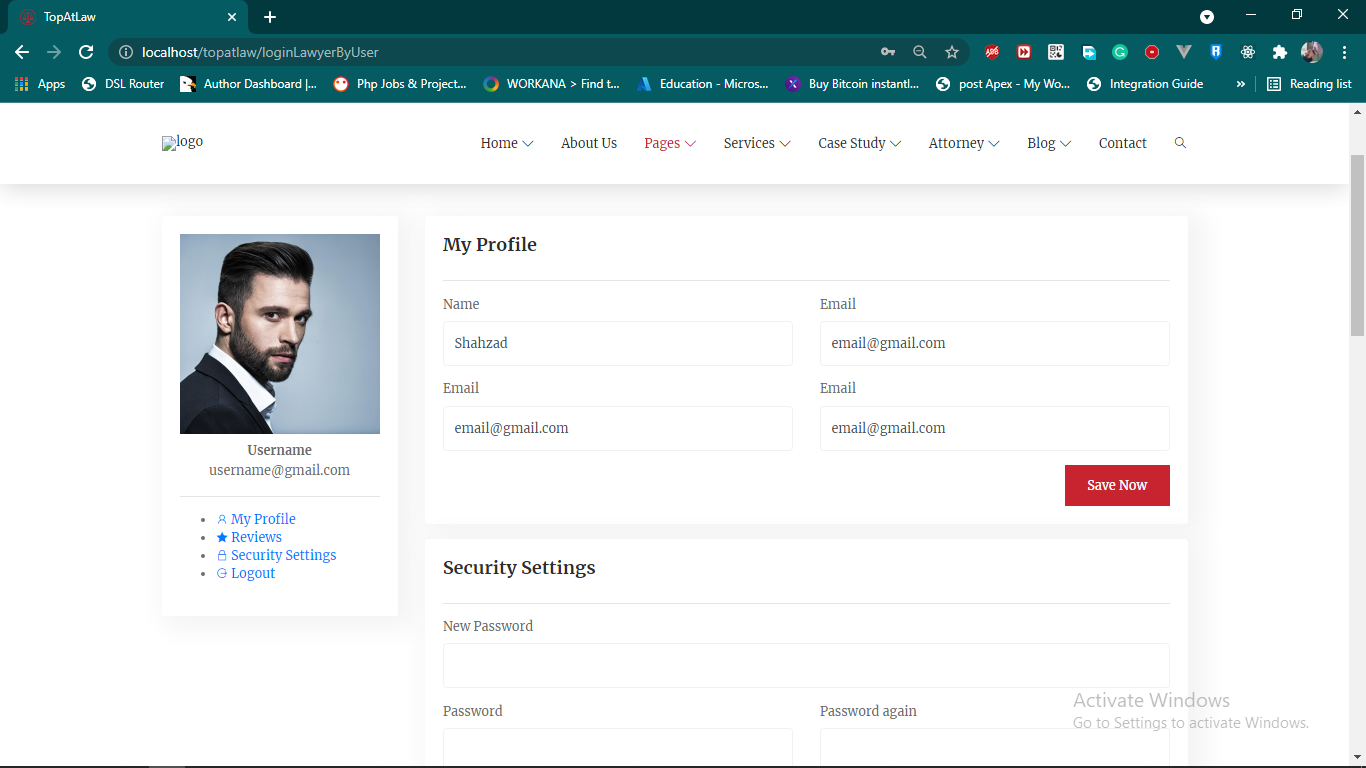 TopAtLaw
localhost/topatlaw/loginLawyerByUser
Apps DSL Router Author Dashboard |... Php Jobs & Project... WORKANA > Find t... Education - Micros... Buy Bitcoin instantl... post Apex - My Wo... Integration Guide » Reading list
logo Home About Us Pages Services Case Study Attorney Blog Contact
Username
username@gmail.com
My Profile
Reviews
Security Settings
Logout
My Profile
Name Email
Shahzad email@gmail.com
Email Email
email@gmail.com email@gmail.com
Save Now
Security Settings
New Password
Password Password again
Activate Windows
Go to Settings to activate Windows.